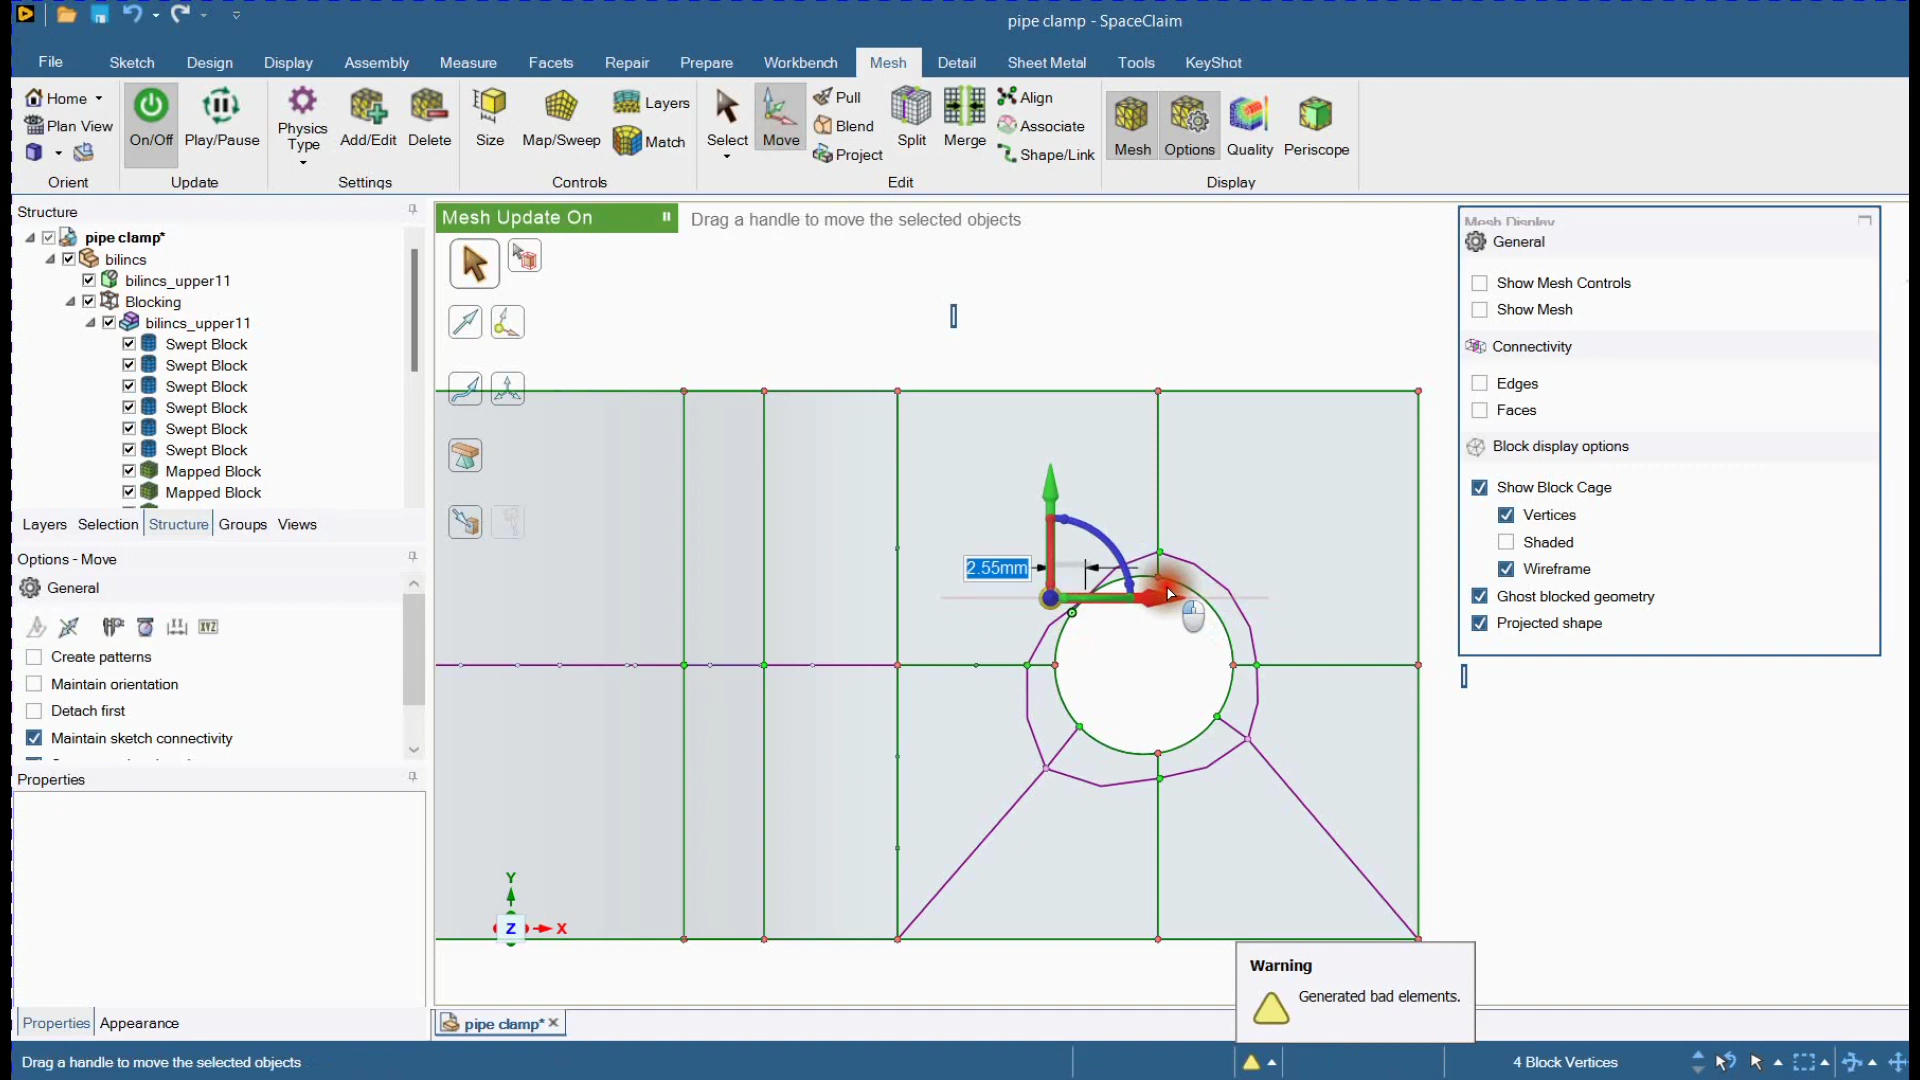 pipe clamp - SpaceClaim
File Sketch Design Display Assembly Measure Facets Repair Prepare Workbench Mesh Detail Sheet Metal Tools KeyShot
Home
Plan View
Orient
On/Off Play/Pause
Update
Physics Type Add/Edit Delete
Settings
Size Map/Sweep Layers
Match
Controls
Select Move Pull
Blend
Project
Split Merge Align
Associate
Shape/Link
Edit
Mesh Options Quality Periscope
Display
Structure
pipe clamp*
bilincs
bilincs_upper11
Blocking
bilincs_upper11
Swept Block
Swept Block
Swept Block
Swept Block
Swept Block
Swept Block
Mapped Block
Mapped Block
Layers Selection Structure Groups Views
Options - Move
General
XYZ
Create patterns
Maintain orientation
Detach first
Maintain sketch connectivity
Properties
Properties Appearance
Mesh Update On
Drag a handle to move the selected objects
2.55mm
Y
Z X
Mesh Display
General
Show Mesh Controls
Show Mesh
Connectivity
Edges
Faces
Block display options
Show Block Cage
Vertices
Shaded
Wireframe
Ghost blocked geometry
Projected shape
Warning
Generated bad elements.
pipe clamp*
Drag a handle to move the selected objects
4 Block Vertices